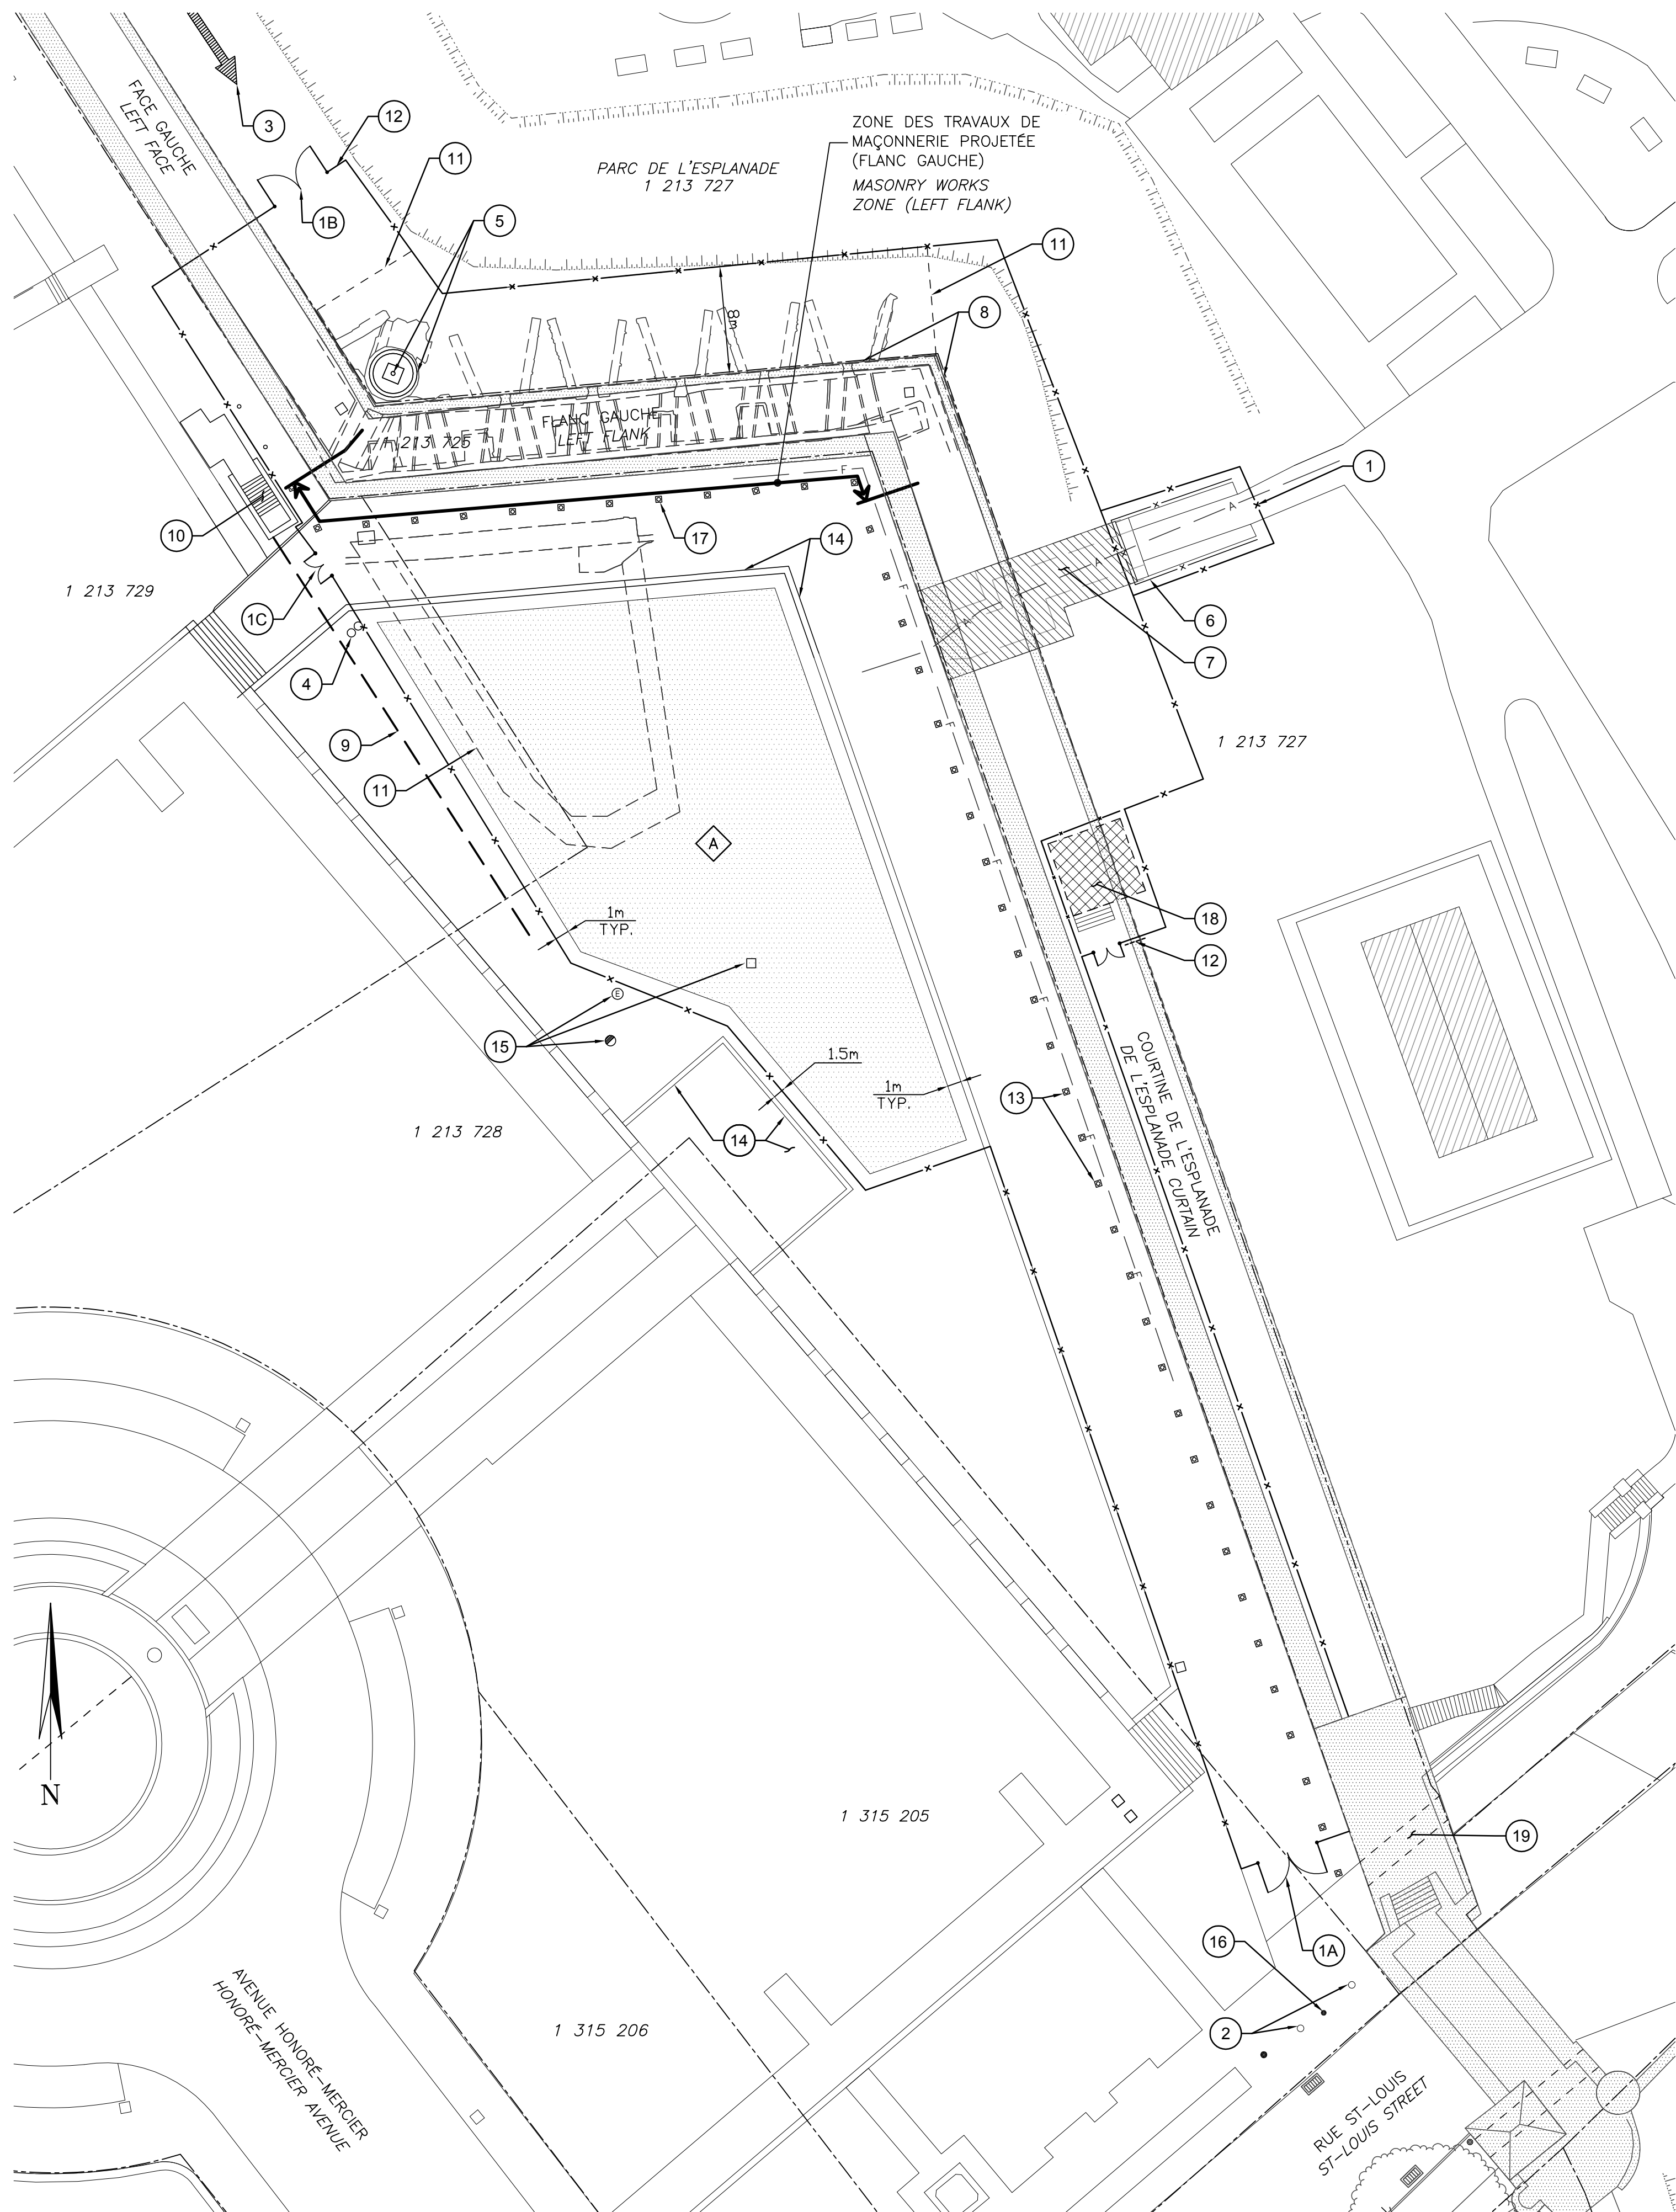 FACE GAUCHE
LEFT FACE
3
12
11
1B
5
PARC DE L'ESPLANADE
1 213 727
ZONE DES TRAVAUX DE
MAÇONNERIE PROJETÉE
(FLANC GAUCHE)
MASONRY WORKS
ZONE (LEFT FLANK)
11
8m
8
FLANC GAUCHE
LEFT FLANK
1 213 725
F
1
A
A
A
10
17
14
1 213 729
1C
4
6
7
F
F
F
9
11
1 213 727
A
F
18
12
1m
TYP.
E
15
F
1.5m
1m
TYP.
13
COURTINE DE L'ESPLANADE
DE L'ESPLANADE CURTAIN
14
1 213 728
F
F
N
1 315 205
19
16
1A
2
1 315 206
AVENUE HONORÉ-MERCIER
HONORÉ-MERCIER AVENUE
RUE ST-LOUIS
ST-LOUIS STREET